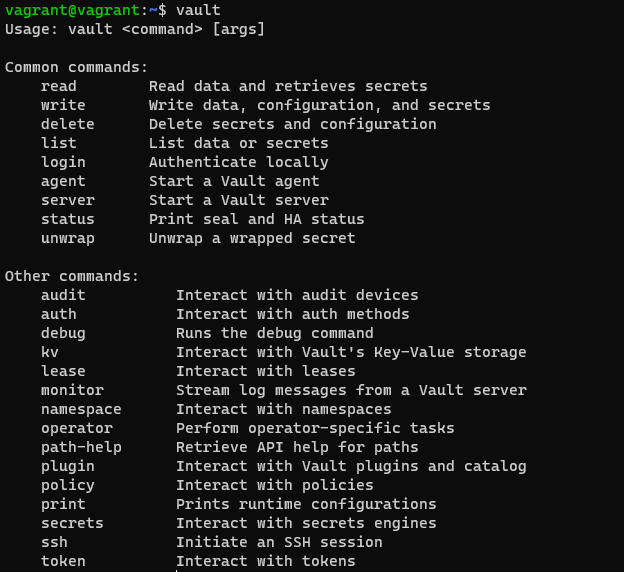 vagrant@vagrant:~$ vault
Usage: vault <command> [args]

Common commands:
    read        Read data and retrieves secrets
    write       Write data, configuration, and secrets
    delete      Delete secrets and configuration
    list        List data or secrets
    login       Authenticate locally
    agent       Start a Vault agent
    server      Start a Vault server
    status      Print seal and HA status
    unwrap      Unwrap a wrapped secret

Other commands:
    audit          Interact with audit devices
    auth           Interact with auth methods
    debug          Runs the debug command
    kv             Interact with Vault's Key-Value storage
    lease          Interact with leases
    monitor        Stream log messages from a Vault server
    namespace      Interact with namespaces
    operator       Perform operator-specific tasks
    path-help      Retrieve API help for paths
    plugin         Interact with Vault plugins and catalog
    policy         Interact with policies
    print          Prints runtime configurations
    secrets        Interact with secrets engines
    ssh            Initiate an SSH session
    token          Interact with tokens